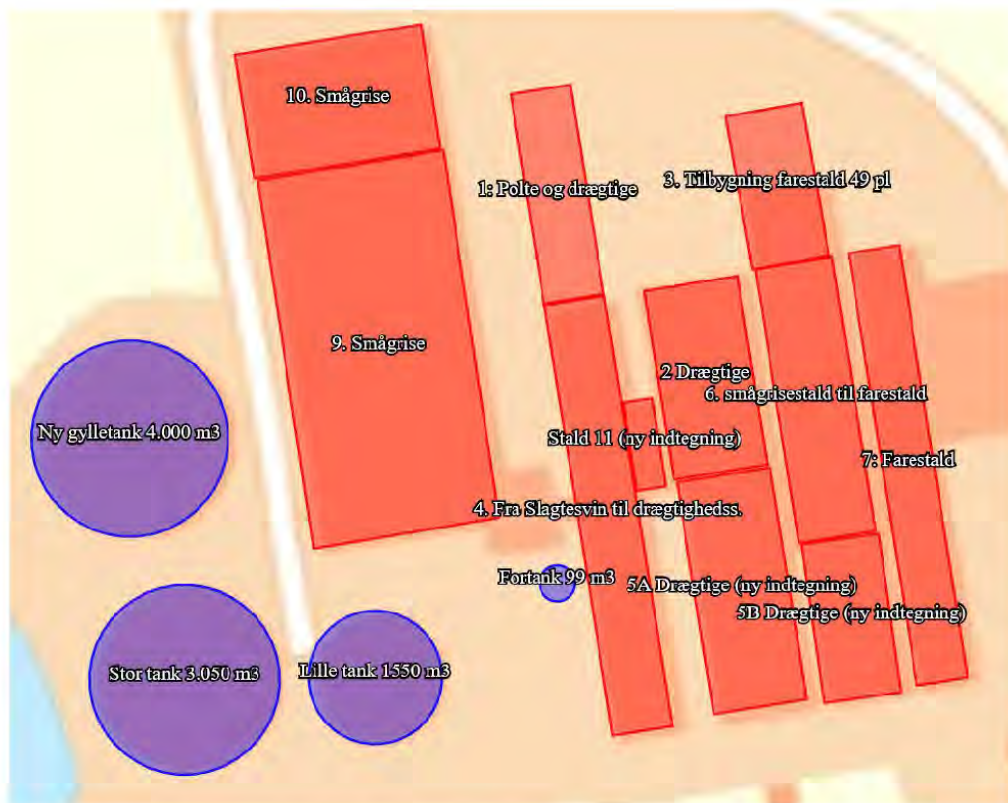 10. Smågrise
1: Polte og drægtige
3. Tilbygning farestald 49 pl
9. Smågrise
2 Drægtige
6. smågrisestald til farestald
Ny gylletank 4.000 m3
Stald 11 (ny indtegning)
7: Farestald
4. Fra Slagtesvin til drægtighedss.
Fortank 99 m3
5A Drægtige (ny indtegning)
5B Drægtige (ny indtegning)
Stor tank 3.050 m3
Lille tank 1550 m3